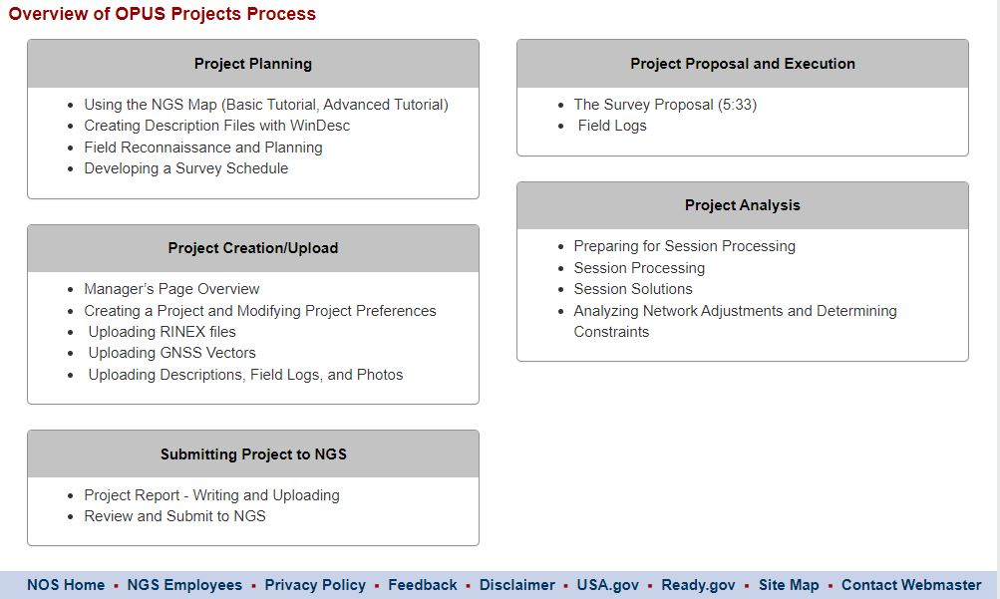 Overview of OPUS Projects Process
Project Planning
• Using the NGS Map (Basic Tutorial, Advanced Tutorial)
• Creating Description Files with WinDesc
• Field Reconnaissance and Planning
• Developing a Survey Schedule
Project Proposal and Execution
• The Survey Proposal (5:33)
• Field Logs
Project Creation/Upload
• Manager’s Page Overview
• Creating a Project and Modifying Project Preferences
• Uploading RINEX files
• Uploading GNSS Vectors
• Uploading Descriptions, Field Logs, and Photos
Project Analysis
• Preparing for Session Processing
• Session Processing
• Session Solutions
• Analyzing Network Adjustments and Determining
Constraints
Submitting Project to NGS
• Project Report - Writing and Uploading
• Review and Submit to NGS
NOS Home ▪ NGS Employees ▪ Privacy Policy ▪ Feedback ▪ Disclaimer ▪ USA.gov ▪ Ready.gov ▪ Site Map ▪ Contact Webmaster